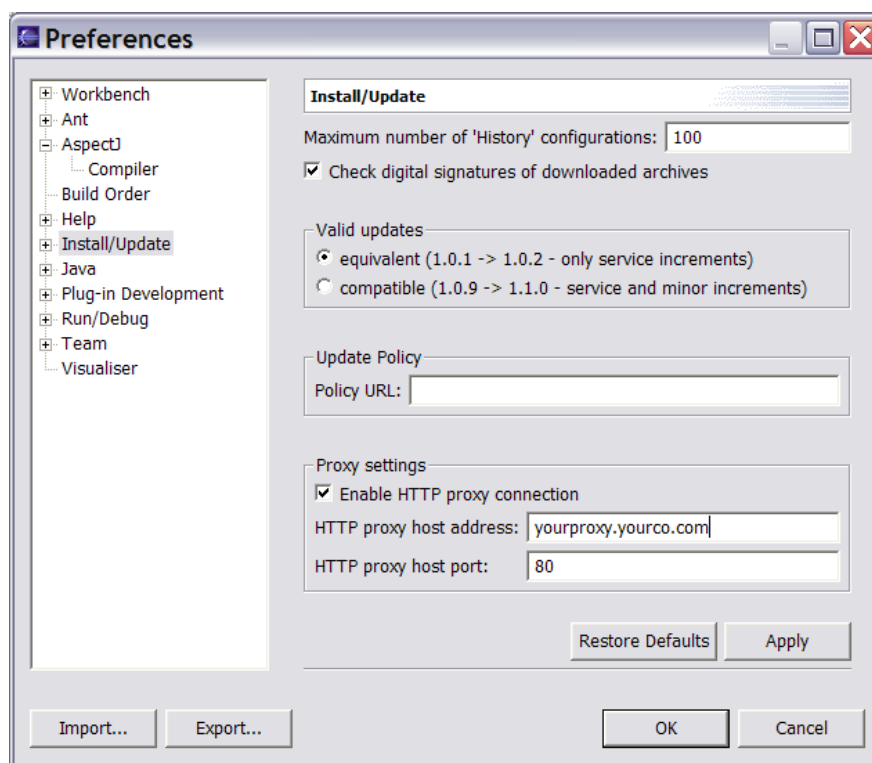 Preferences
Workbench
Ant
AspectJ
Compiler
Build Order
Help
Install/Update
Java
Plug-in Development
Run/Debug
Team
Visualiser
Install/Update
Maximum number of 'History' configurations: 100
Check digital signatures of downloaded archives
Valid updates
equivalent (1.0.1 -> 1.0.2 - only service increments)
compatible (1.0.9 -> 1.1.0 - service and minor increments)
Update Policy
Policy URL:
Proxy settings
Enable HTTP proxy connection
HTTP proxy host address: yourproxy.yourco.com
HTTP proxy host port: 80
Restore Defaults Apply
Import... Export... OK Cancel